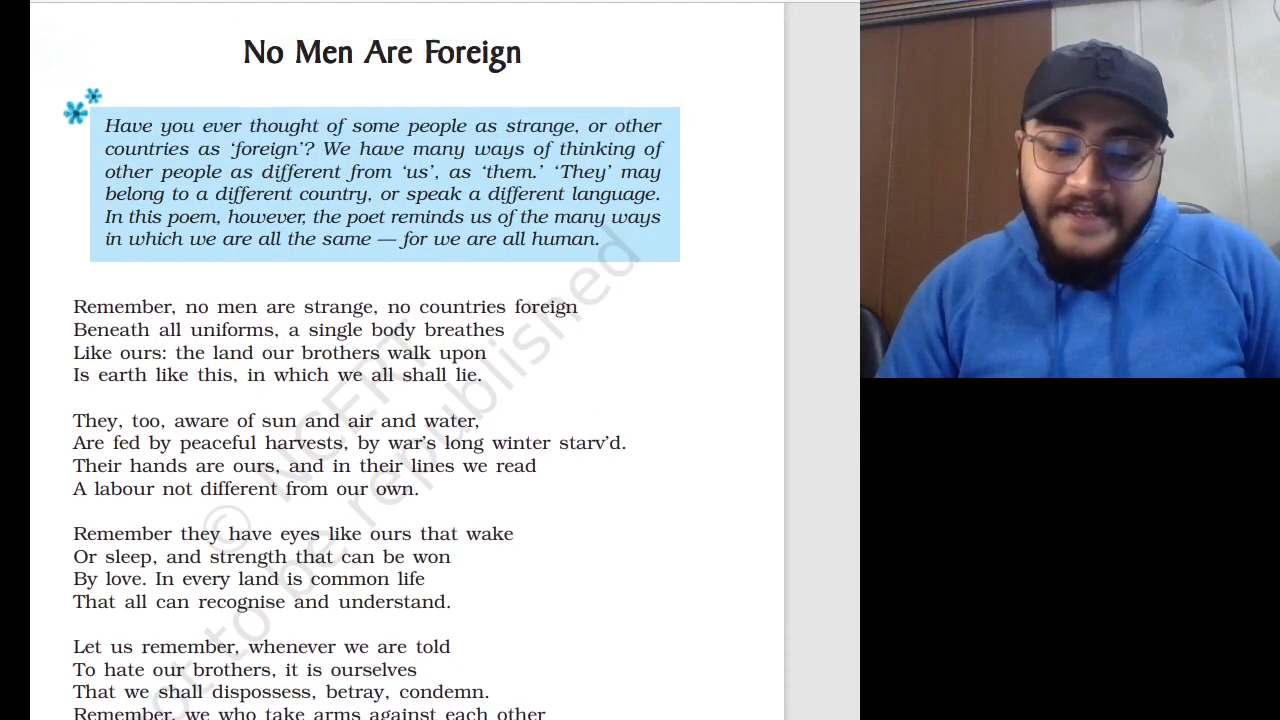 No Men Are Foreign
Have you ever thought of some people as strange, or other
countries as ‘foreign’? We have many ways of thinking of
other people as different from ‘us’, as ‘them.’ ‘They’ may
belong to a different country, or speak a different language.
In this poem, however, the poet reminds us of the many ways
in which we are all the same — for we are all human.
Remember, no men are strange, no countries foreign
Beneath all uniforms, a single body breathes
Like ours: the land our brothers walk upon
Is earth like this, in which we all shall lie.
They, too, aware of sun and air and water,
Are fed by peaceful harvests, by war’s long winter starv’d.
Their hands are ours, and in their lines we read
A labour not different from our own.
Remember they have eyes like ours that wake
Or sleep, and strength that can be won
By love. In every land is common life
That all can recognise and understand.
Let us remember, whenever we are told
To hate our brothers, it is ourselves
That we shall dispossess, betray, condemn.
Remember, we who take arms against each other
© NCERT
not to be republished